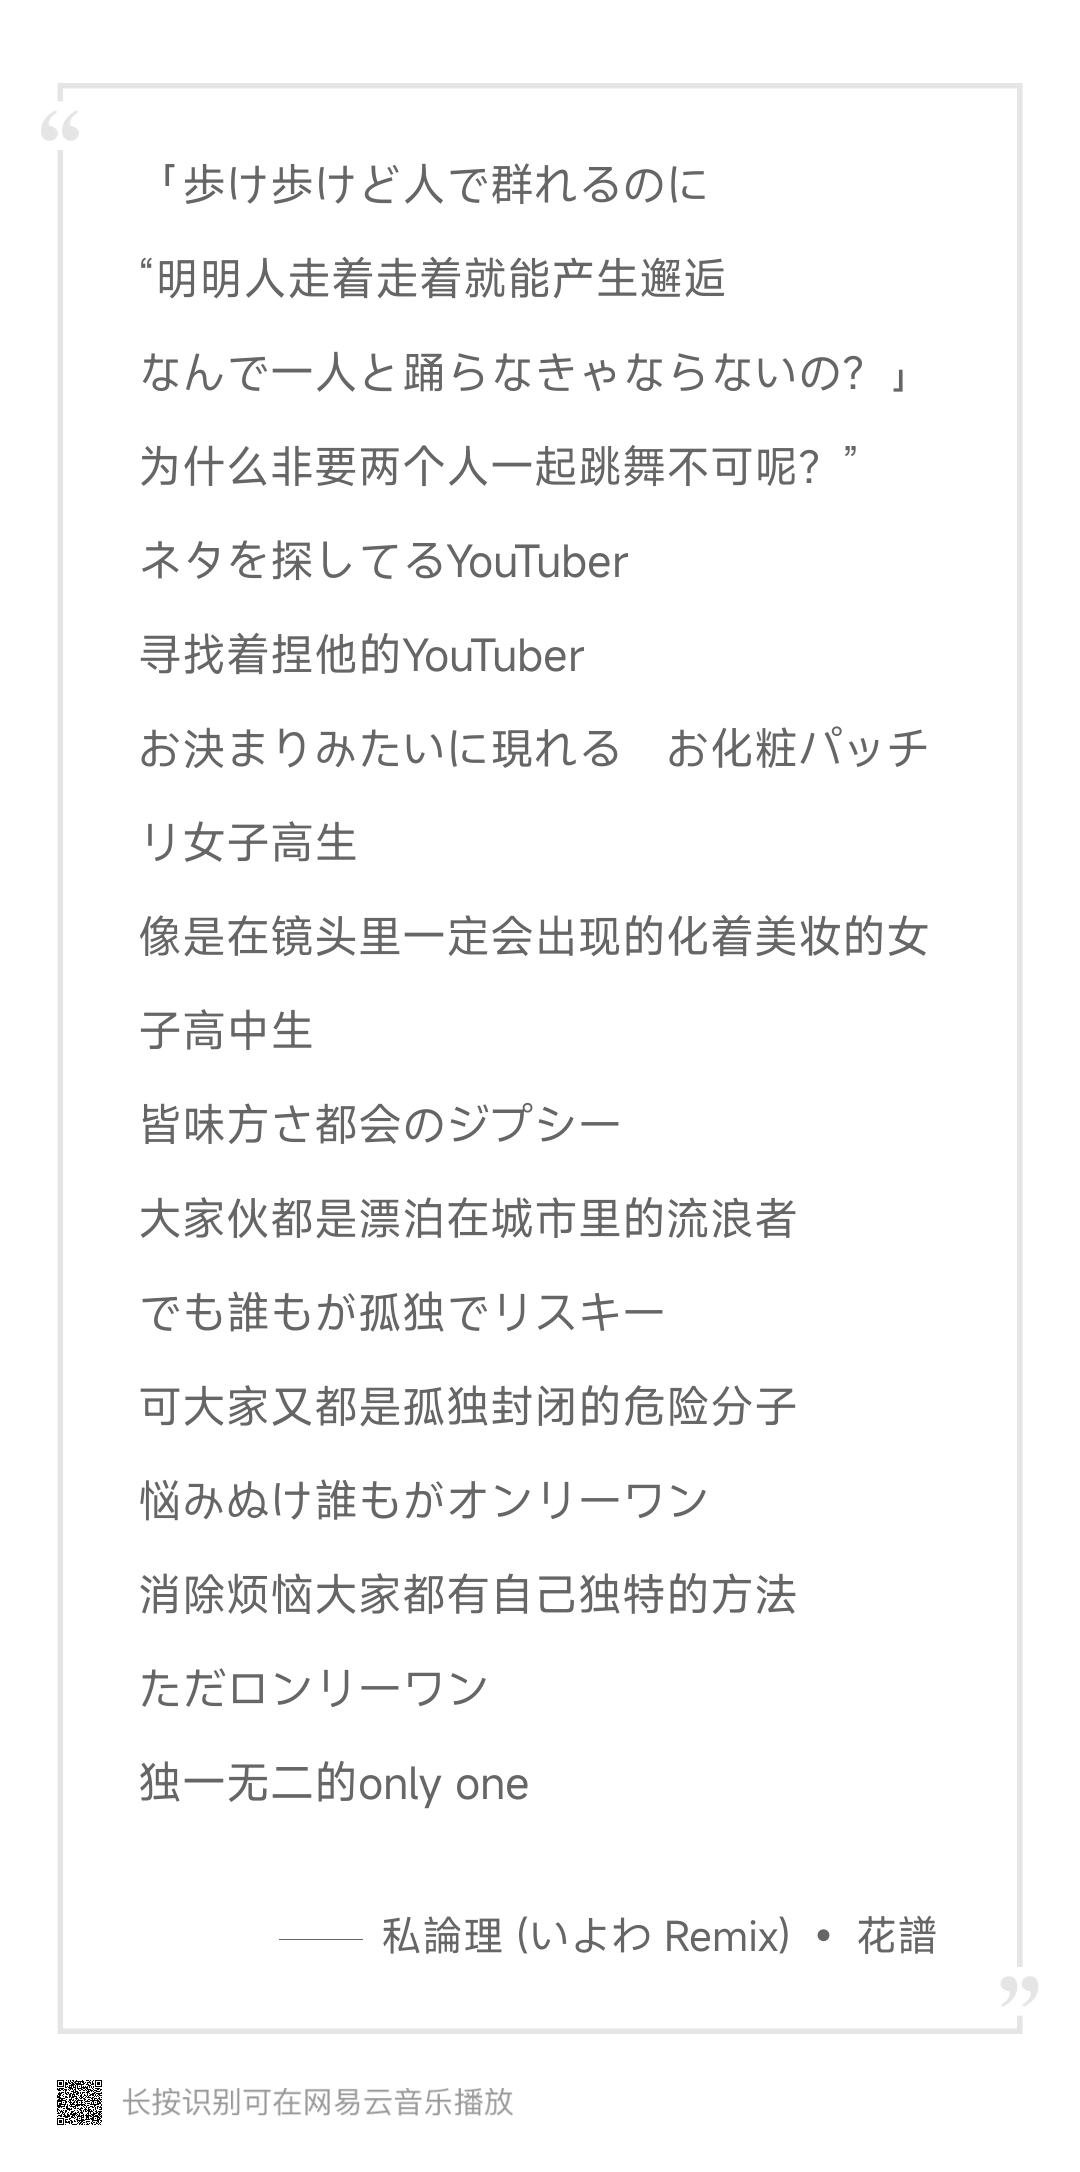 “
「歩け歩けど人で群れるのに
“明明人走着走着就能产生邂逅
なんで一人と踊らなきゃならないの？」
为什么非要两个人一起跳舞不可呢？”
ネタを探してるYouTuber
寻找着捏他的YouTuber
お決まりみたいに現れる　お化粧パッチ
リ女子高生
像是在镜头里一定会出现的化着美妆的女
子高中生
皆味方さ都会のジプシー
大家伙都是漂泊在城市里的流浪者
でも誰もが孤独でリスキー
可大家又都是孤独封闭的危险分子
悩みぬけ誰もがオンリーワン
消除烦恼大家都有自己独特的方法
ただロンリーワン
独一无二的only one
—— 私論理 (いよわ Remix) • 花譜
”
长按识别可在网易云音乐播放